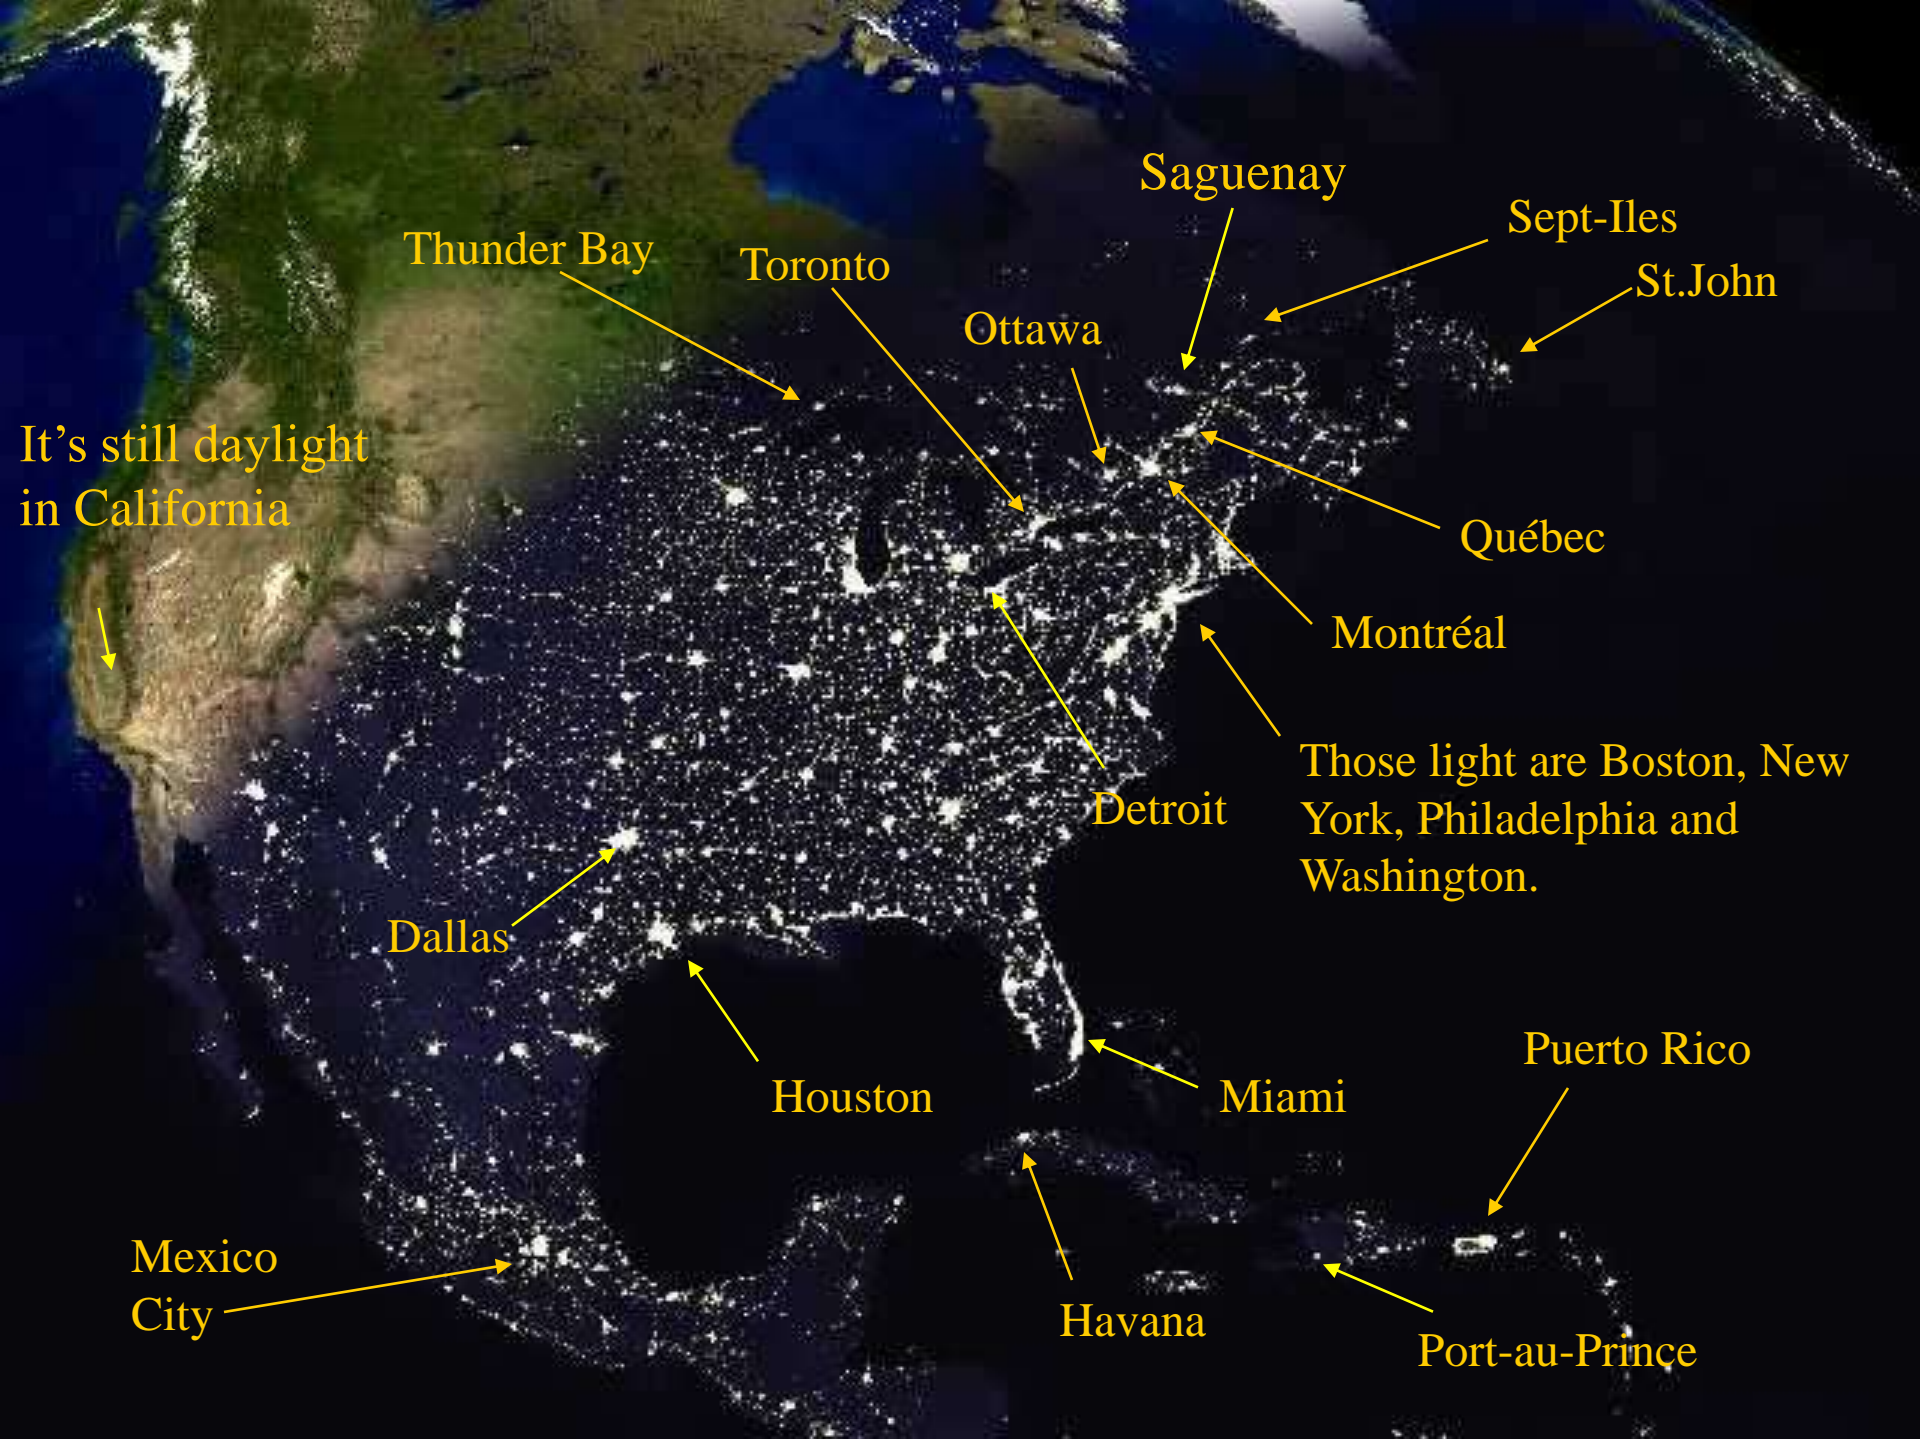 Saguenay
Sept-Iles
Thunder Bay
Toronto
St.John
Ottawa
It’s still daylight
in California
Québec
Montréal
Those light are Boston, New
York, Philadelphia and
Washington.
Detroit
Dallas
Houston
Miami
Puerto Rico
Mexico
City
Havana
Port-au-Prince